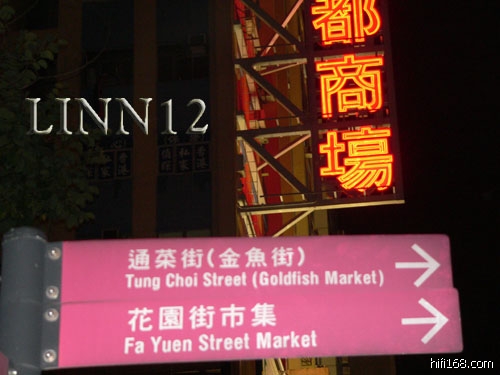 都
商
場
LINN12
通菜街(金魚街)
Tung Choi Street (Goldfish Market)
花園街市集
Fa Yuen Street Market
hifi168.com